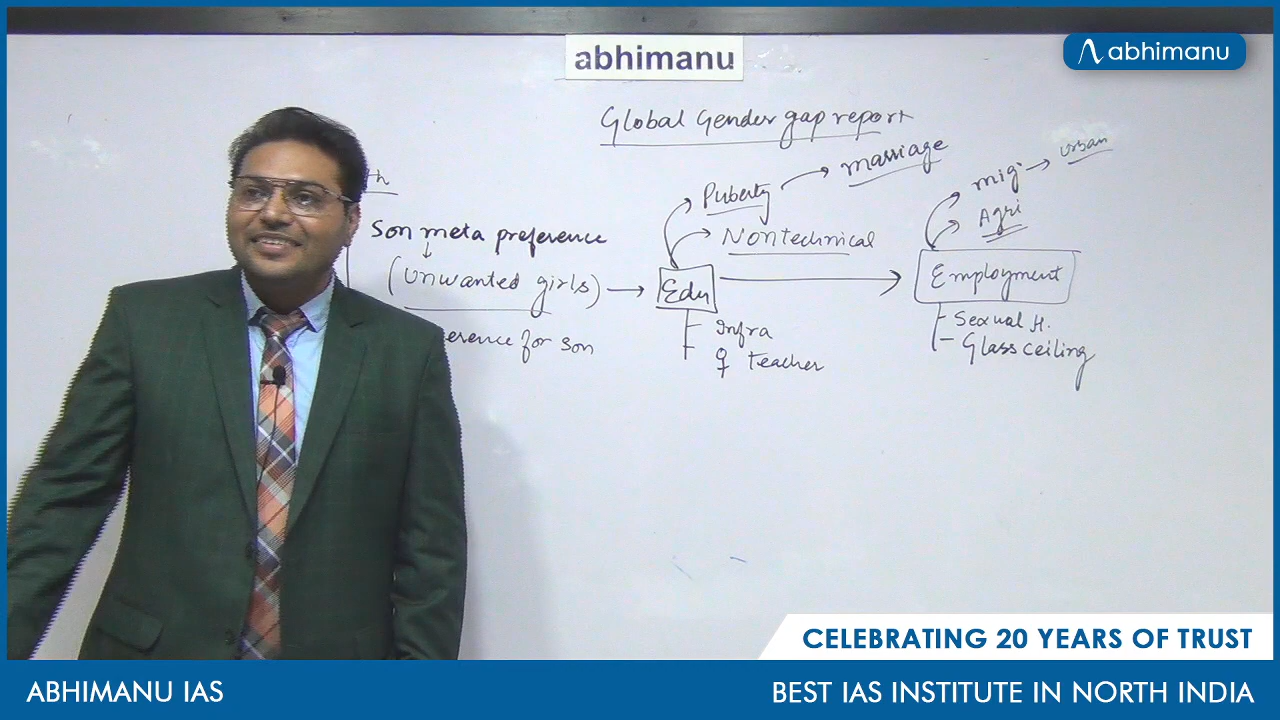 abhimanu
abhimanu
Global Gender gap report
Puberty
marriage
mig
urban
Son meta preference
Nontechnical
Agri
(unwanted girls)
Edu
Employment
for son
Infra
♀ teacher
Sexual H.
Glass ceiling
CELEBRATING 20 YEARS OF TRUST
ABHIMANU IAS
BEST IAS INSTITUTE IN NORTH INDIA